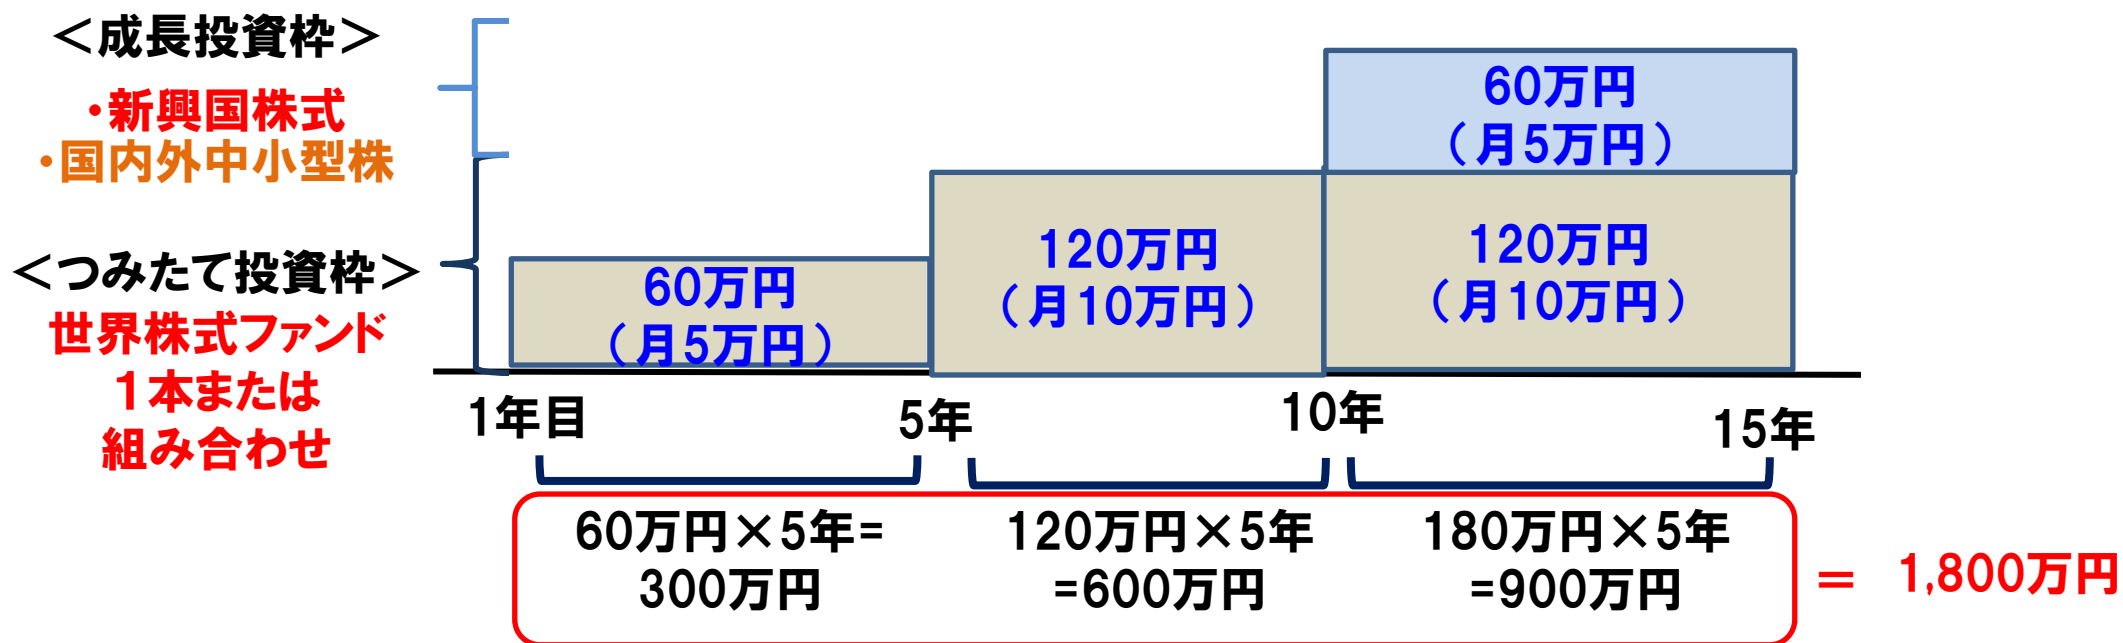 ＜成長投資枠＞
・新興国株式
・国内外中小型株
＜つみたて投資枠＞
世界株式ファンド
1本または
組み合わせ
60万円
（月5万円）
120万円
（月10万円）
60万円
（月5万円）
120万円
（月10万円）
1年目
5年
10年
15年
60万円×5年=
300万円
120万円×5年
=600万円
180万円×5年
=900万円
＝ 1,800万円